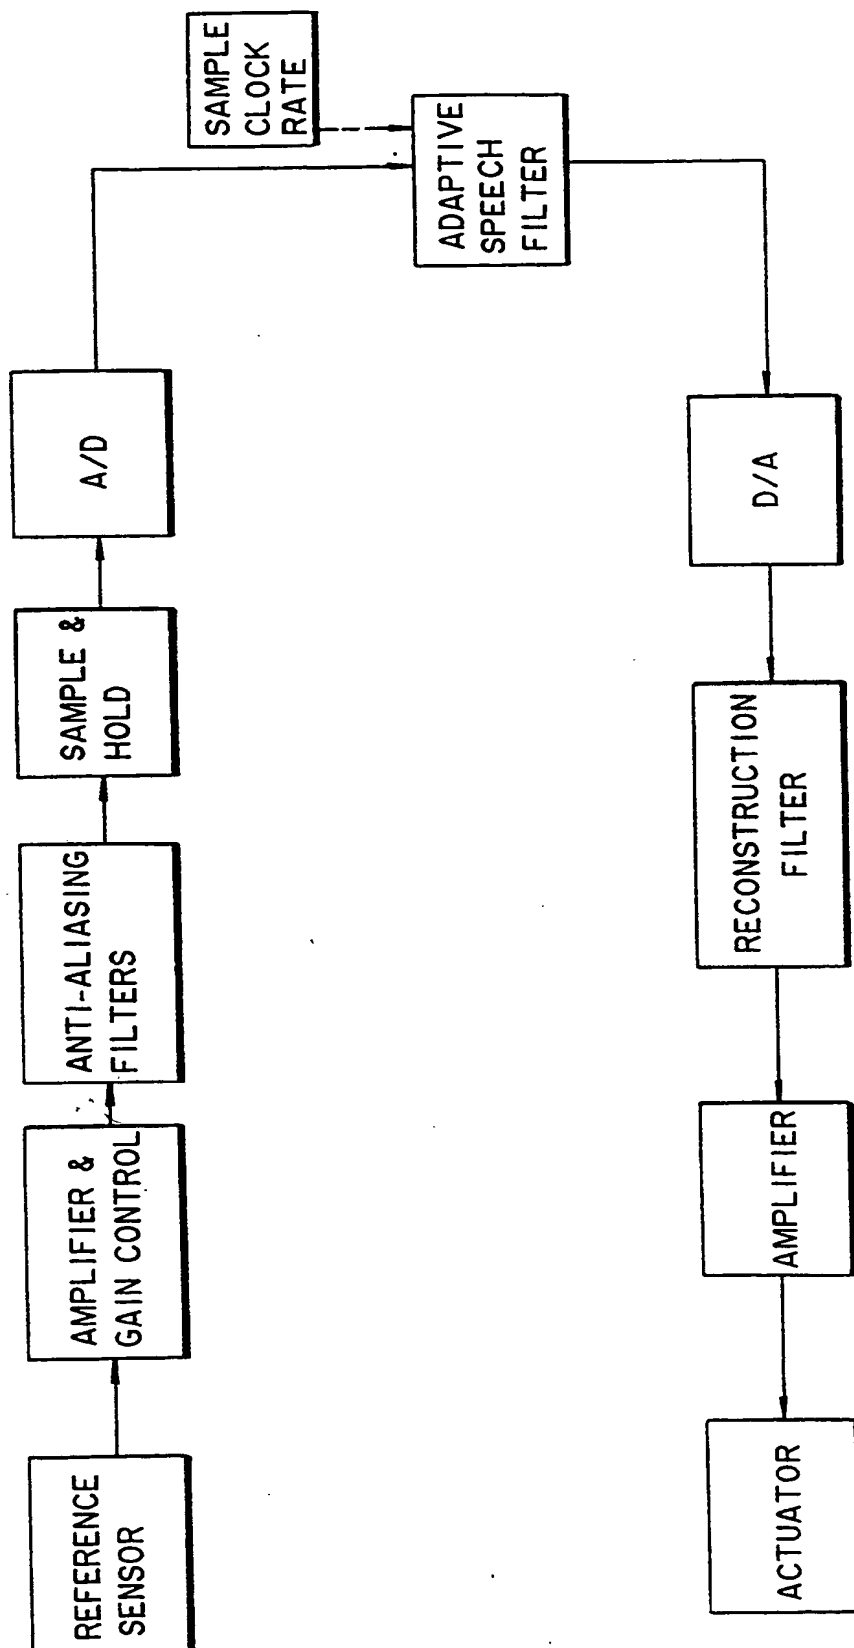 REFERENCE
SENSOR
AMPLIFIER &
GAIN CONTROL
ANTI-ALIASING
FILTERS
SAMPLE &
HOLD
A/D
SAMPLE
CLOCK
RATE
ADAPTIVE
SPEECH
FILTER
D/A
RECONSTRUCTION
FILTER
AMPLIFIER
ACTUATOR